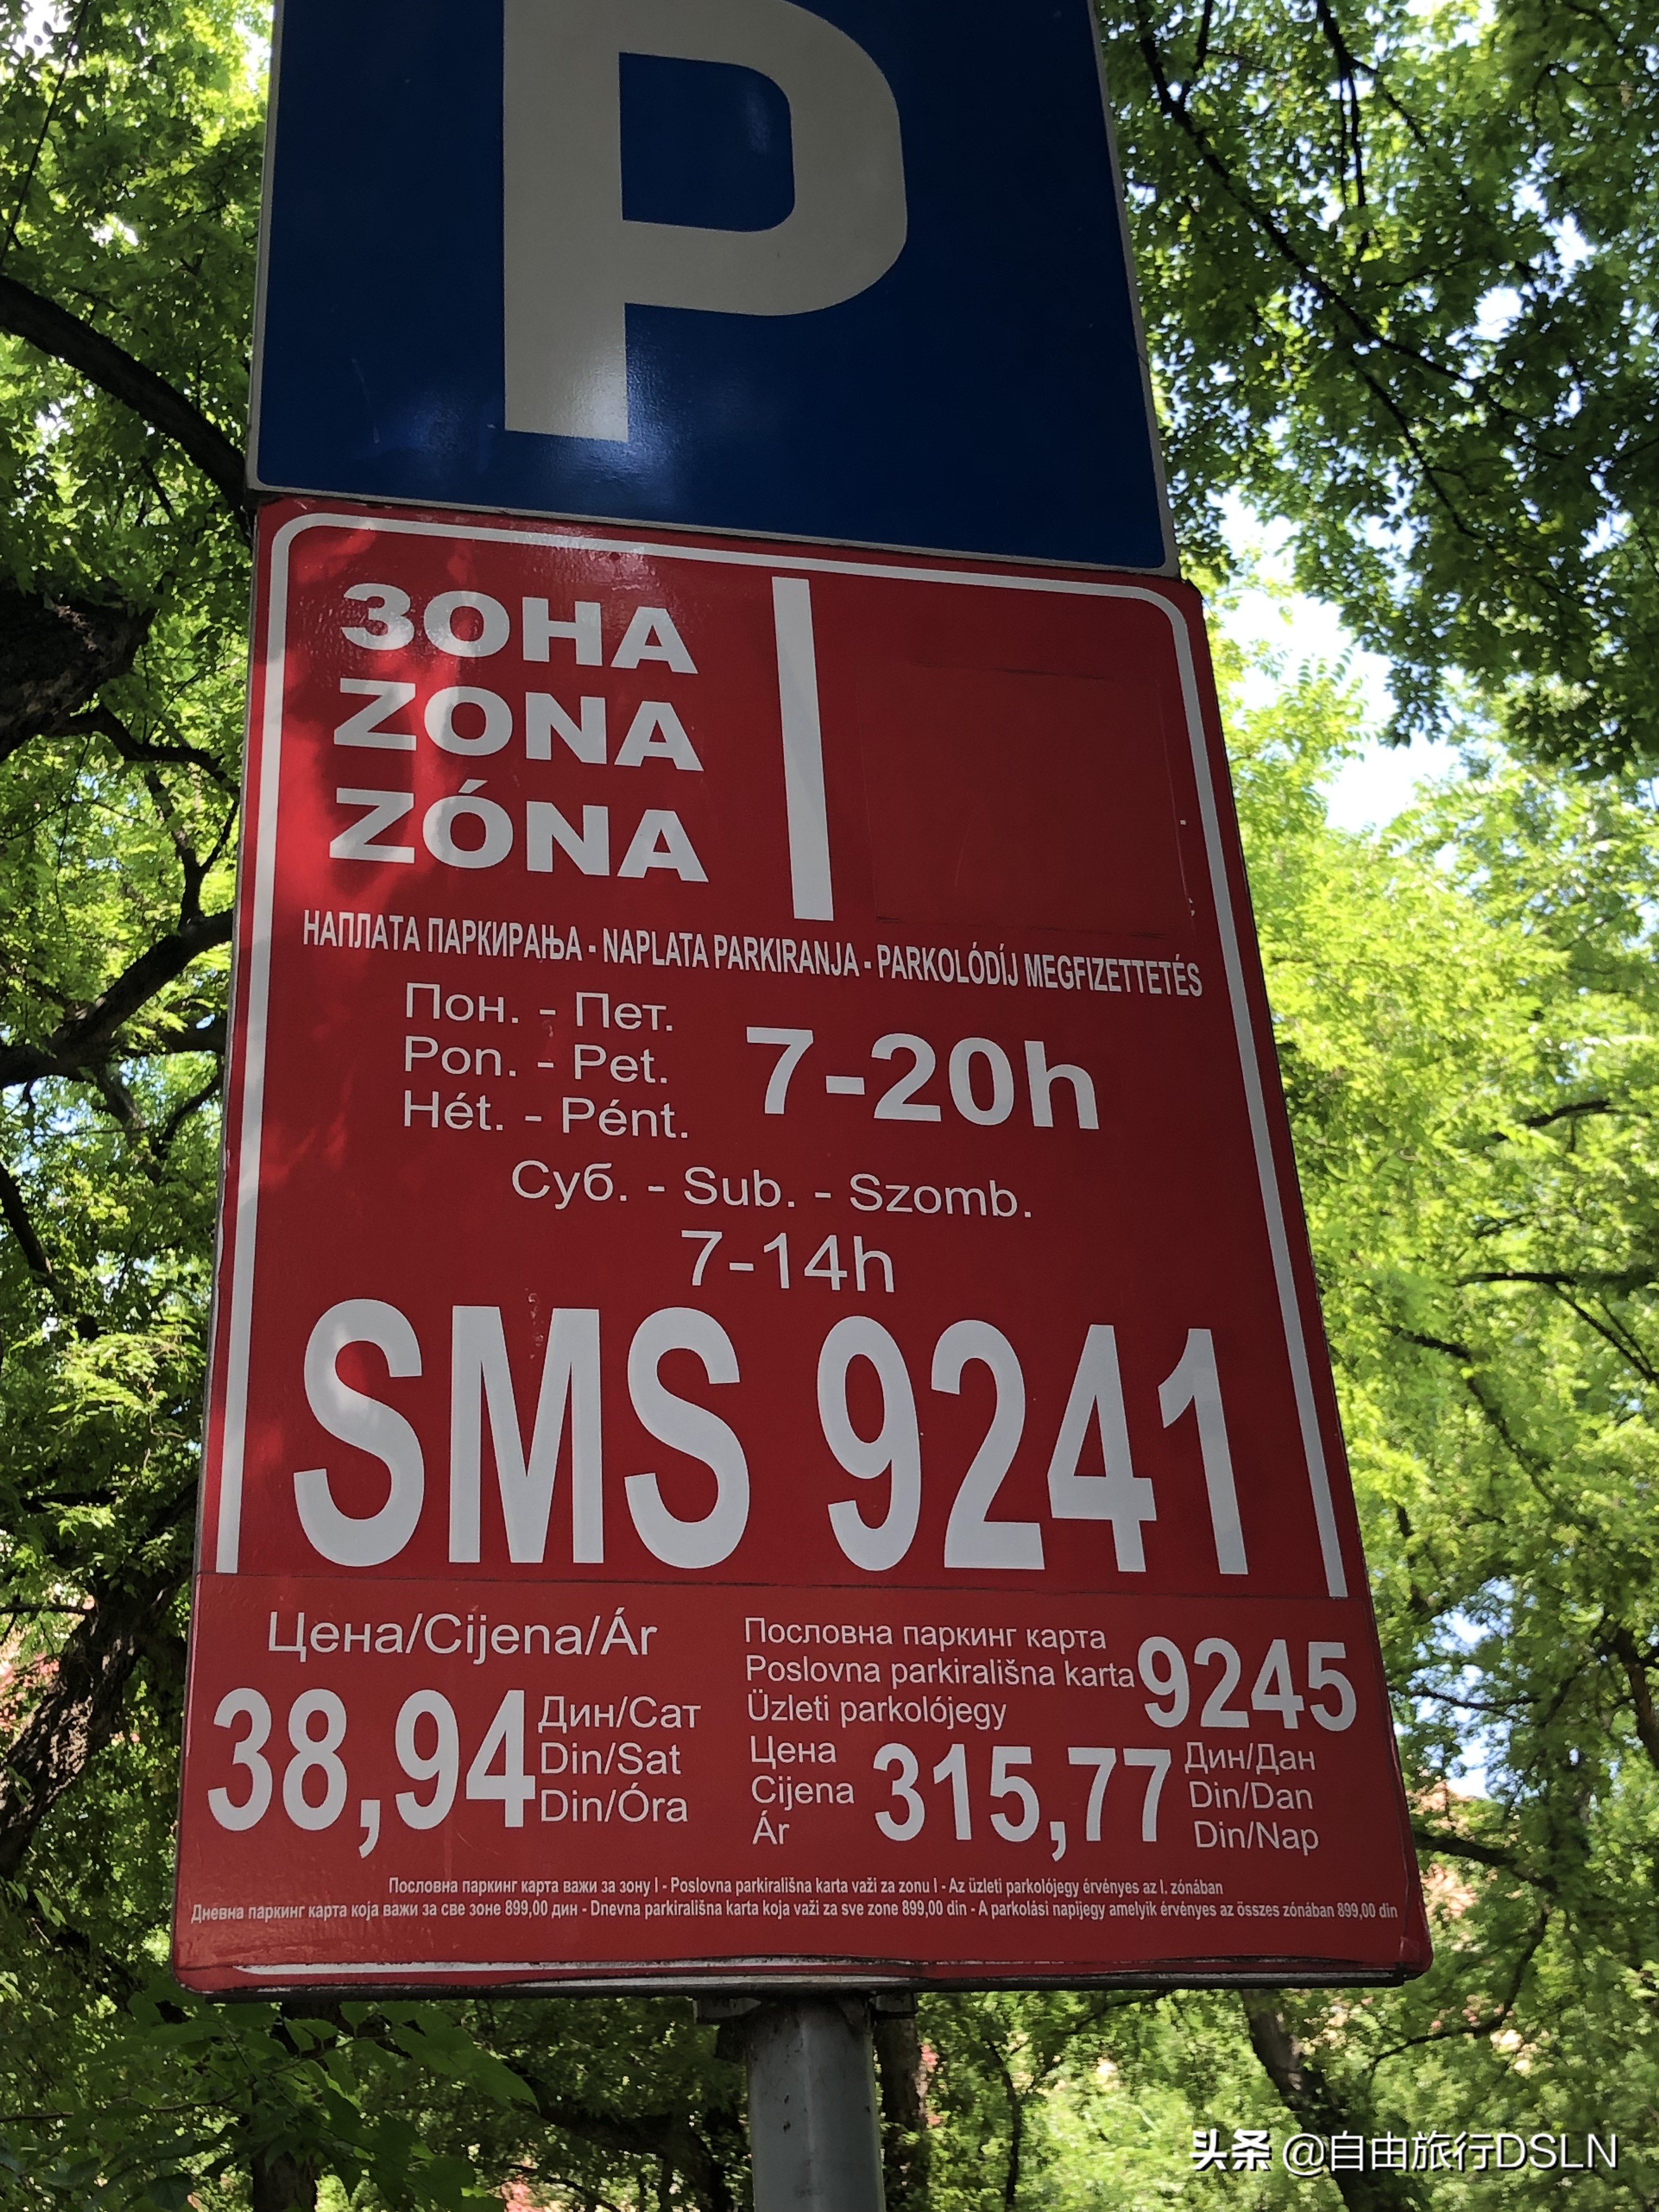 P
ЗОНА
ZONA
ZÓNA
I
НАПЛАТА ПАРКИРАЊА - NAPLATA PARKIRANJA - PARKOLÓDÍJ MEGFIZETTETÉS
Пон. - Пет.
Pon. - Pet.
Hét. - Pént.
7-20h
Суб. - Sub. - Szomb.
7-14h
SMS 9241
Цена/Cijena/Ár
38,94
Дин/Сат
Din/Sat
Din/Óra
Пословна паркинг карта
Poslovna parkirališna karta
Üzleti parkolójegy
9245
Цена
Cijena
Ár
315,77
Дин/Дан
Din/Dan
Din/Nap
Пословна паркинг карта важи за зону I - Poslovna parkirališna karta važi za zonu I - Az üzleti parkolójegy érvényes az I. zónában
Дневна паркинг карта која важи за све зоне 899,00 дин - Dnevna parkirališna karta koja važi za sve zone 899,00 din - A parkolási napijegy amelyik érvényes az összes zónában 899,00 din
头条 @自由旅行DSLN